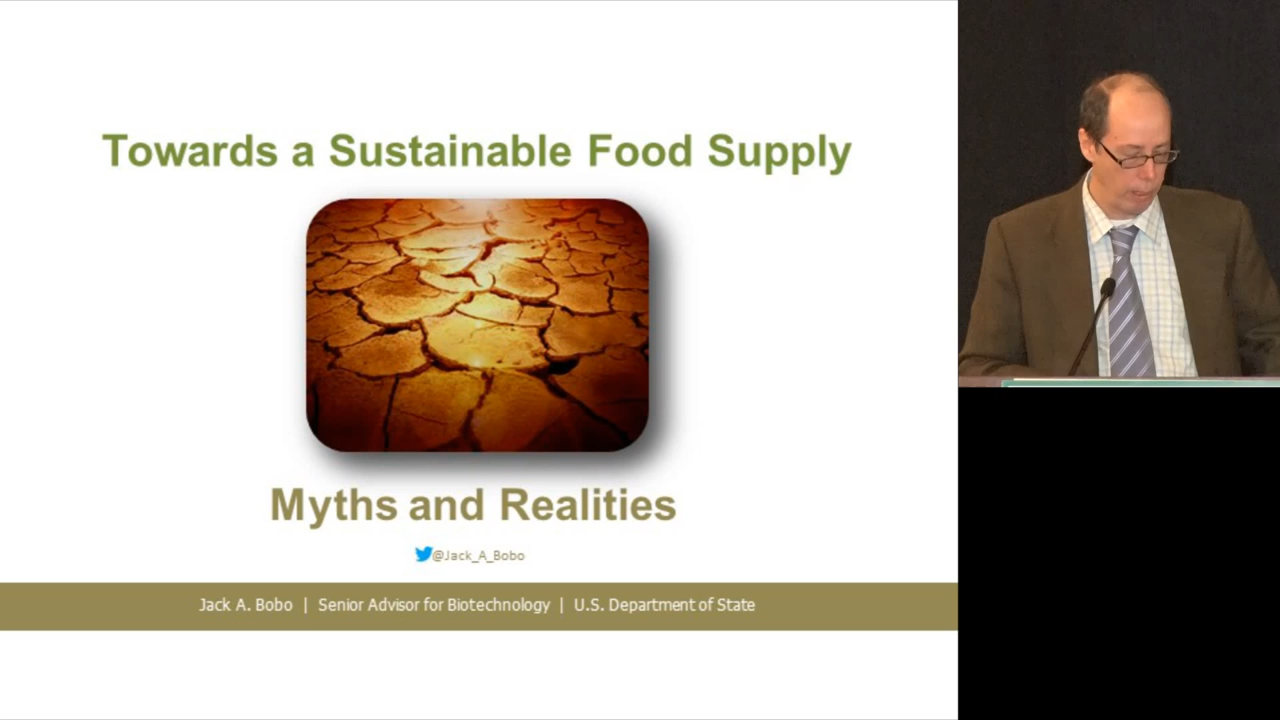 Towards a Sustainable Food Supply
Myths and Realities
@Jack_A_Bobo
Jack A. Bobo | Senior Advisor for Biotechnology | U.S. Department of State